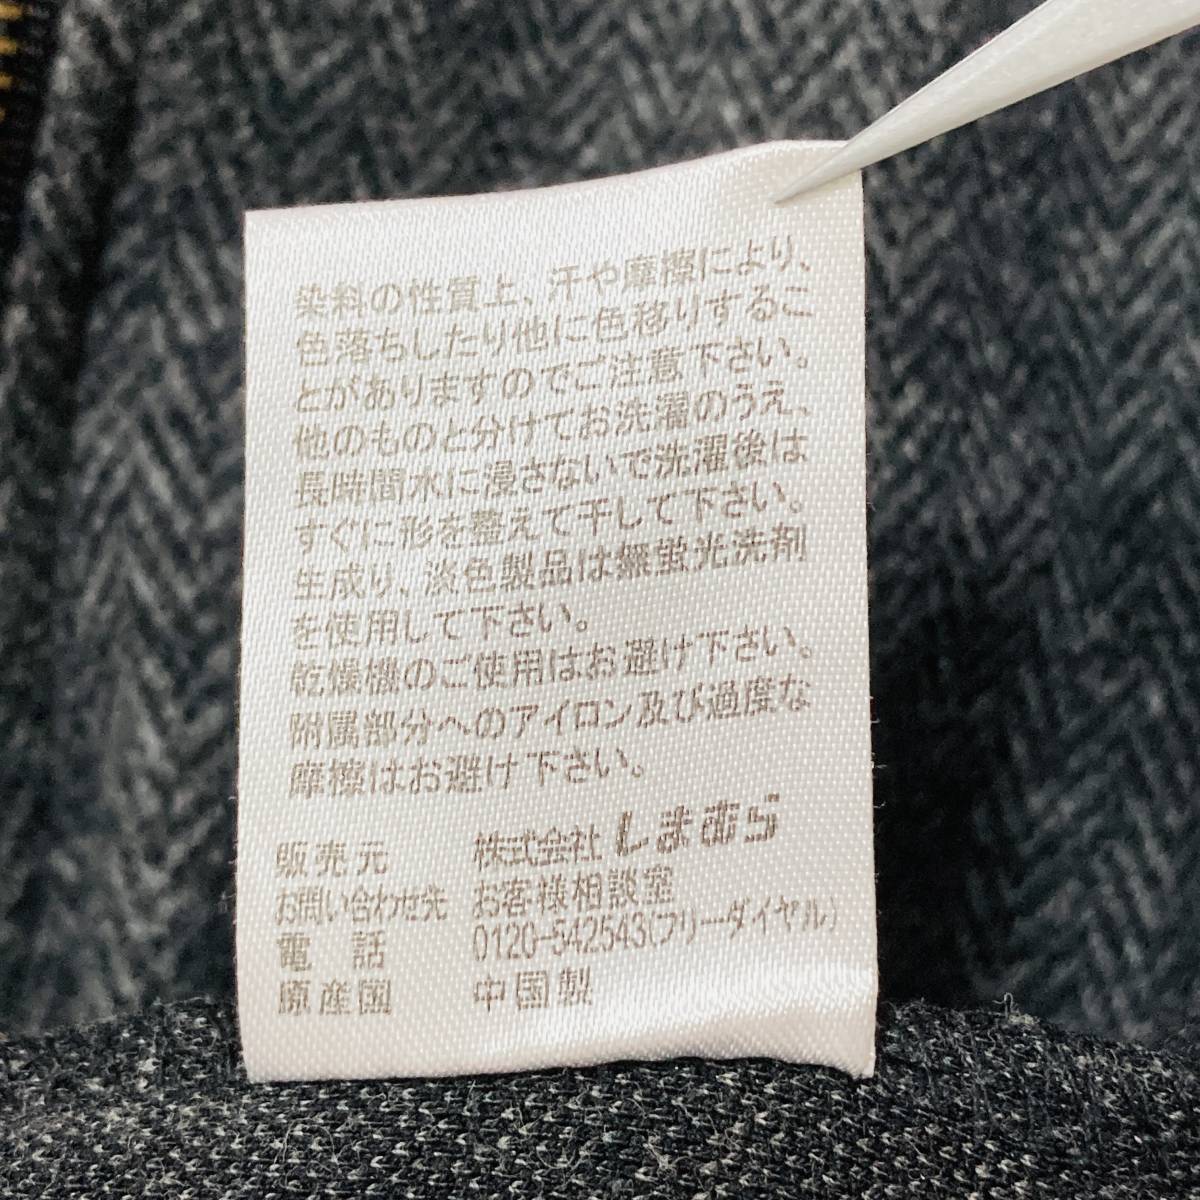 染料の性質上、汗や摩擦により、
色落ちしたり他に色移りするこ
とがありますのでご注意下さい。
他のものと分けてお洗濯のうえ、
長時間水に浸さないで洗濯後は
すぐに形を整えて干して下さい。
生成り、淡色製品は無蛍光洗剤
を使用して下さい。
乾燥機のご使用はお避け下さい。
附属部分へのアイロン及び過度な
摩擦はお避け下さい。
販売元 株式会社 しまむら
お問い合わせ先 お客様相談室
電話 0120-542543(フリーダイヤル)
原産国 中国製